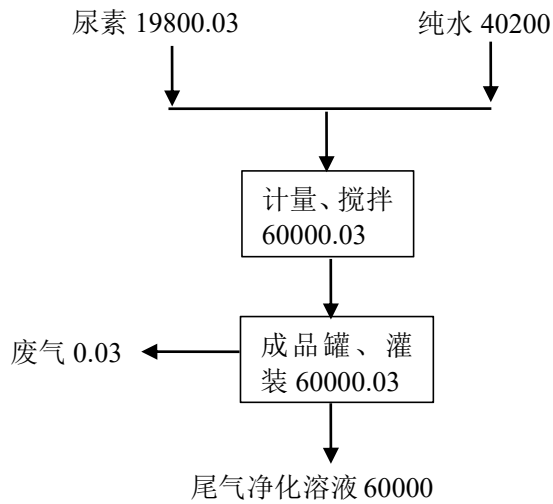 尿素 19800.03
纯水 40200
计量、搅拌
60000.03
成品罐、灌
装 60000.03
废气 0.03
尾气净化溶液 60000